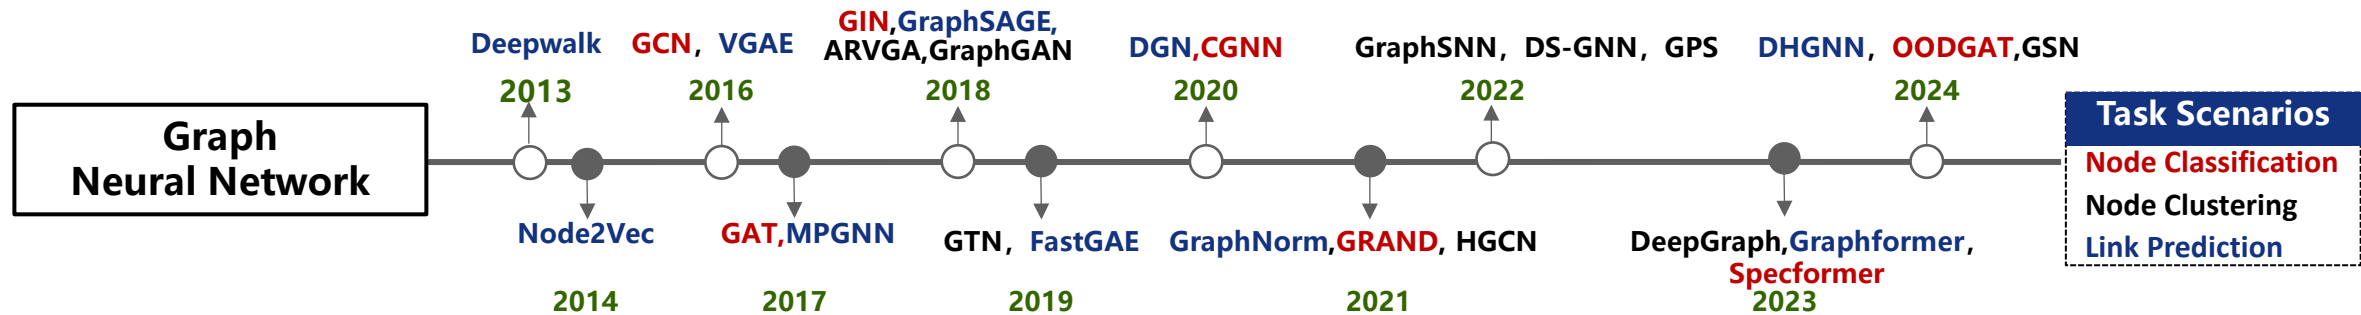 Graph
Neural Network
Deepwalk
2013
Node2Vec
2014
GCN, VGAE
2016
GAT,MPGNN
2017
GIN,GraphSAGE,
ARVGA,GraphGAN
2018
GTN, FastGAE
2019
DGN,CGNN
2020
GraphNorm,GRAND, HGCN
2021
GraphSNN, DS-GNN, GPS
2022
DeepGraph,Graphformer,
Specformer
2023
DHGNN, OODGAT,GSN
2024
Task Scenarios
Node Classification
Node Clustering
Link Prediction